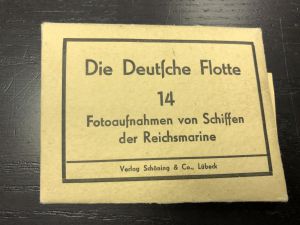 Die Deutſche Flotte
14
Fotoaufnahmen von Schiffen
der Reichsmarine
Verlag Schöning & Co., Lübeck